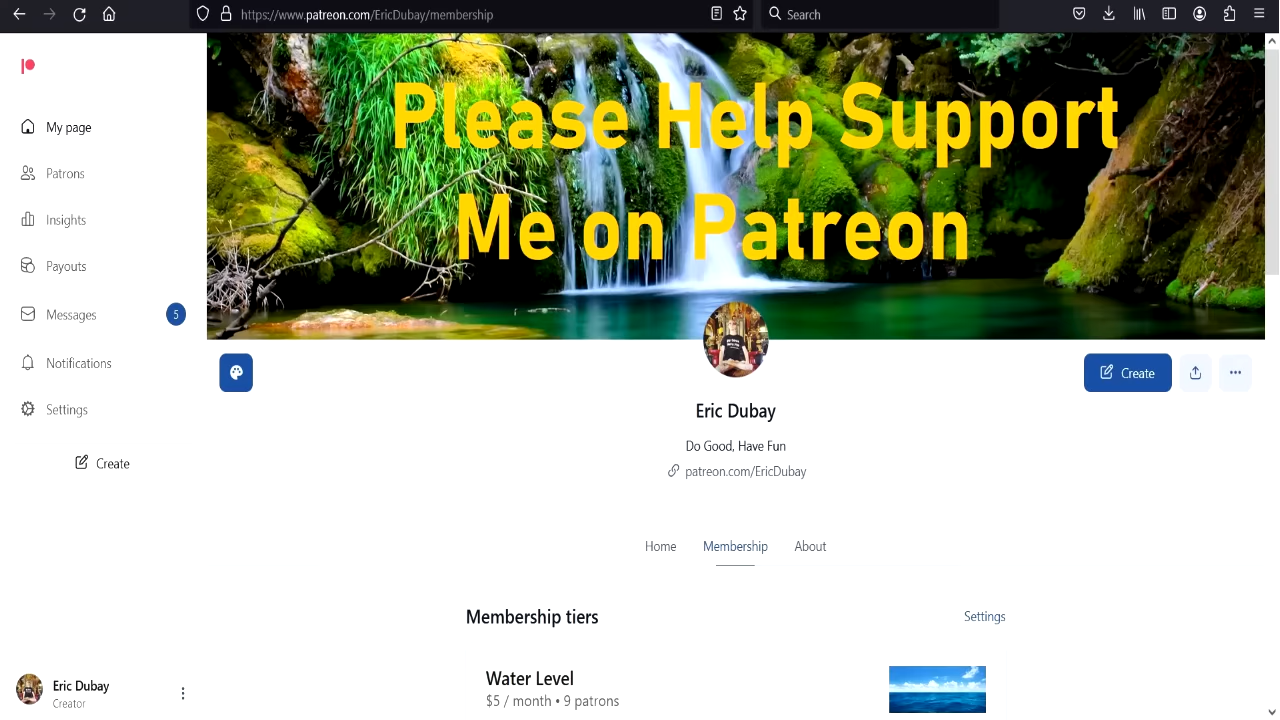 https://www.patreon.com/EricDubay/membership
Search
Please Help Support
Me on Patreon
My page
Patrons
Insights
Payouts
Messages
5
Notifications
Settings
Create
Create
Eric Dubay
Do Good, Have Fun
patreon.com/EricDubay
Home Membership About
Membership tiers
Settings
Water Level
$5 / month • 9 patrons
Eric Dubay
Creator